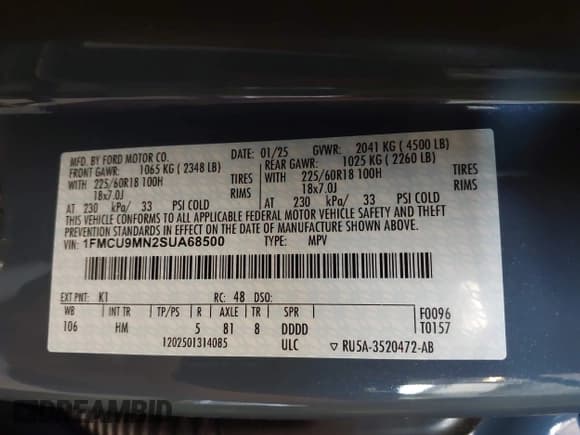 MFD. BY FORD MOTOR CO. DATE: 01/25 GVWR: 2041 KG ( 4500 LB)
FRONT GAWR: 1065 KG ( 2348 LB) REAR GAWR: 1025 KG ( 2260 LB)
WITH 225/60R18 100H TIRES WITH 225/60R18 100H TIRES
18x7.0J 18x7.0J
AT 230 kPa/ 33 PSI COLD AT 230 kPa/ 33 PSI COLD
THIS VEHICLE CONFORMS TO ALL APPLICABLE FEDERAL MOTOR VEHICLE SAFETY AND THEFT
PREVENTION STANDARDS IN EFFECT ON THE DATE OF MANUFACTURE SHOWN ABOVE.
VIN: 1FMCU9MN2SUA68500 TYPE: MPV
EXT PNT: K1 RC: 48 DSO:
WB INT TR TP/PS R AXLE TR SPR F0096
106 HM 5 81 8 DDDD T0157
1202501314085 ULC ▽ RU5A-3520472-AB
DREAMBID